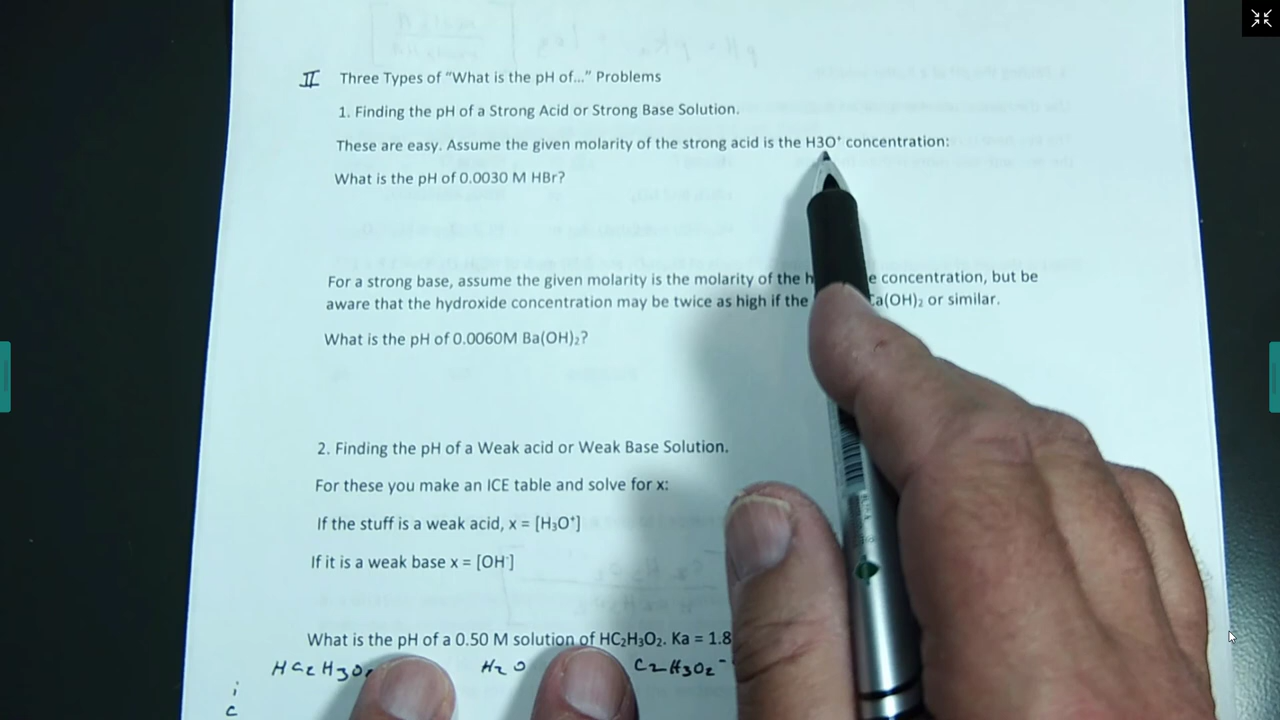 II Three Types of “What is the pH of...” Problems
1. Finding the pH of a Strong Acid or Strong Base Solution.
These are easy. Assume the given molarity of the strong acid is the H3O⁺ concentration:
What is the pH of 0.0030 M HBr?
For a strong base, assume the given molarity is the molarity of the concentration, but be
aware that the hydroxide concentration may be twice as high if the a(OH)₂ or similar.
What is the pH of 0.0060M Ba(OH)₂?
2. Finding the pH of a Weak acid or Weak Base Solution.
For these you make an ICE table and solve for x:
If the stuff is a weak acid, x = [H₃O⁺]
If it is a weak base x = [OH⁻]
What is the pH of a 0.50 M solution of HC₂H₃O₂. Ka = 1.8
HC₂H₃O₂ H₂O C₂H₃O₂⁻
i
c